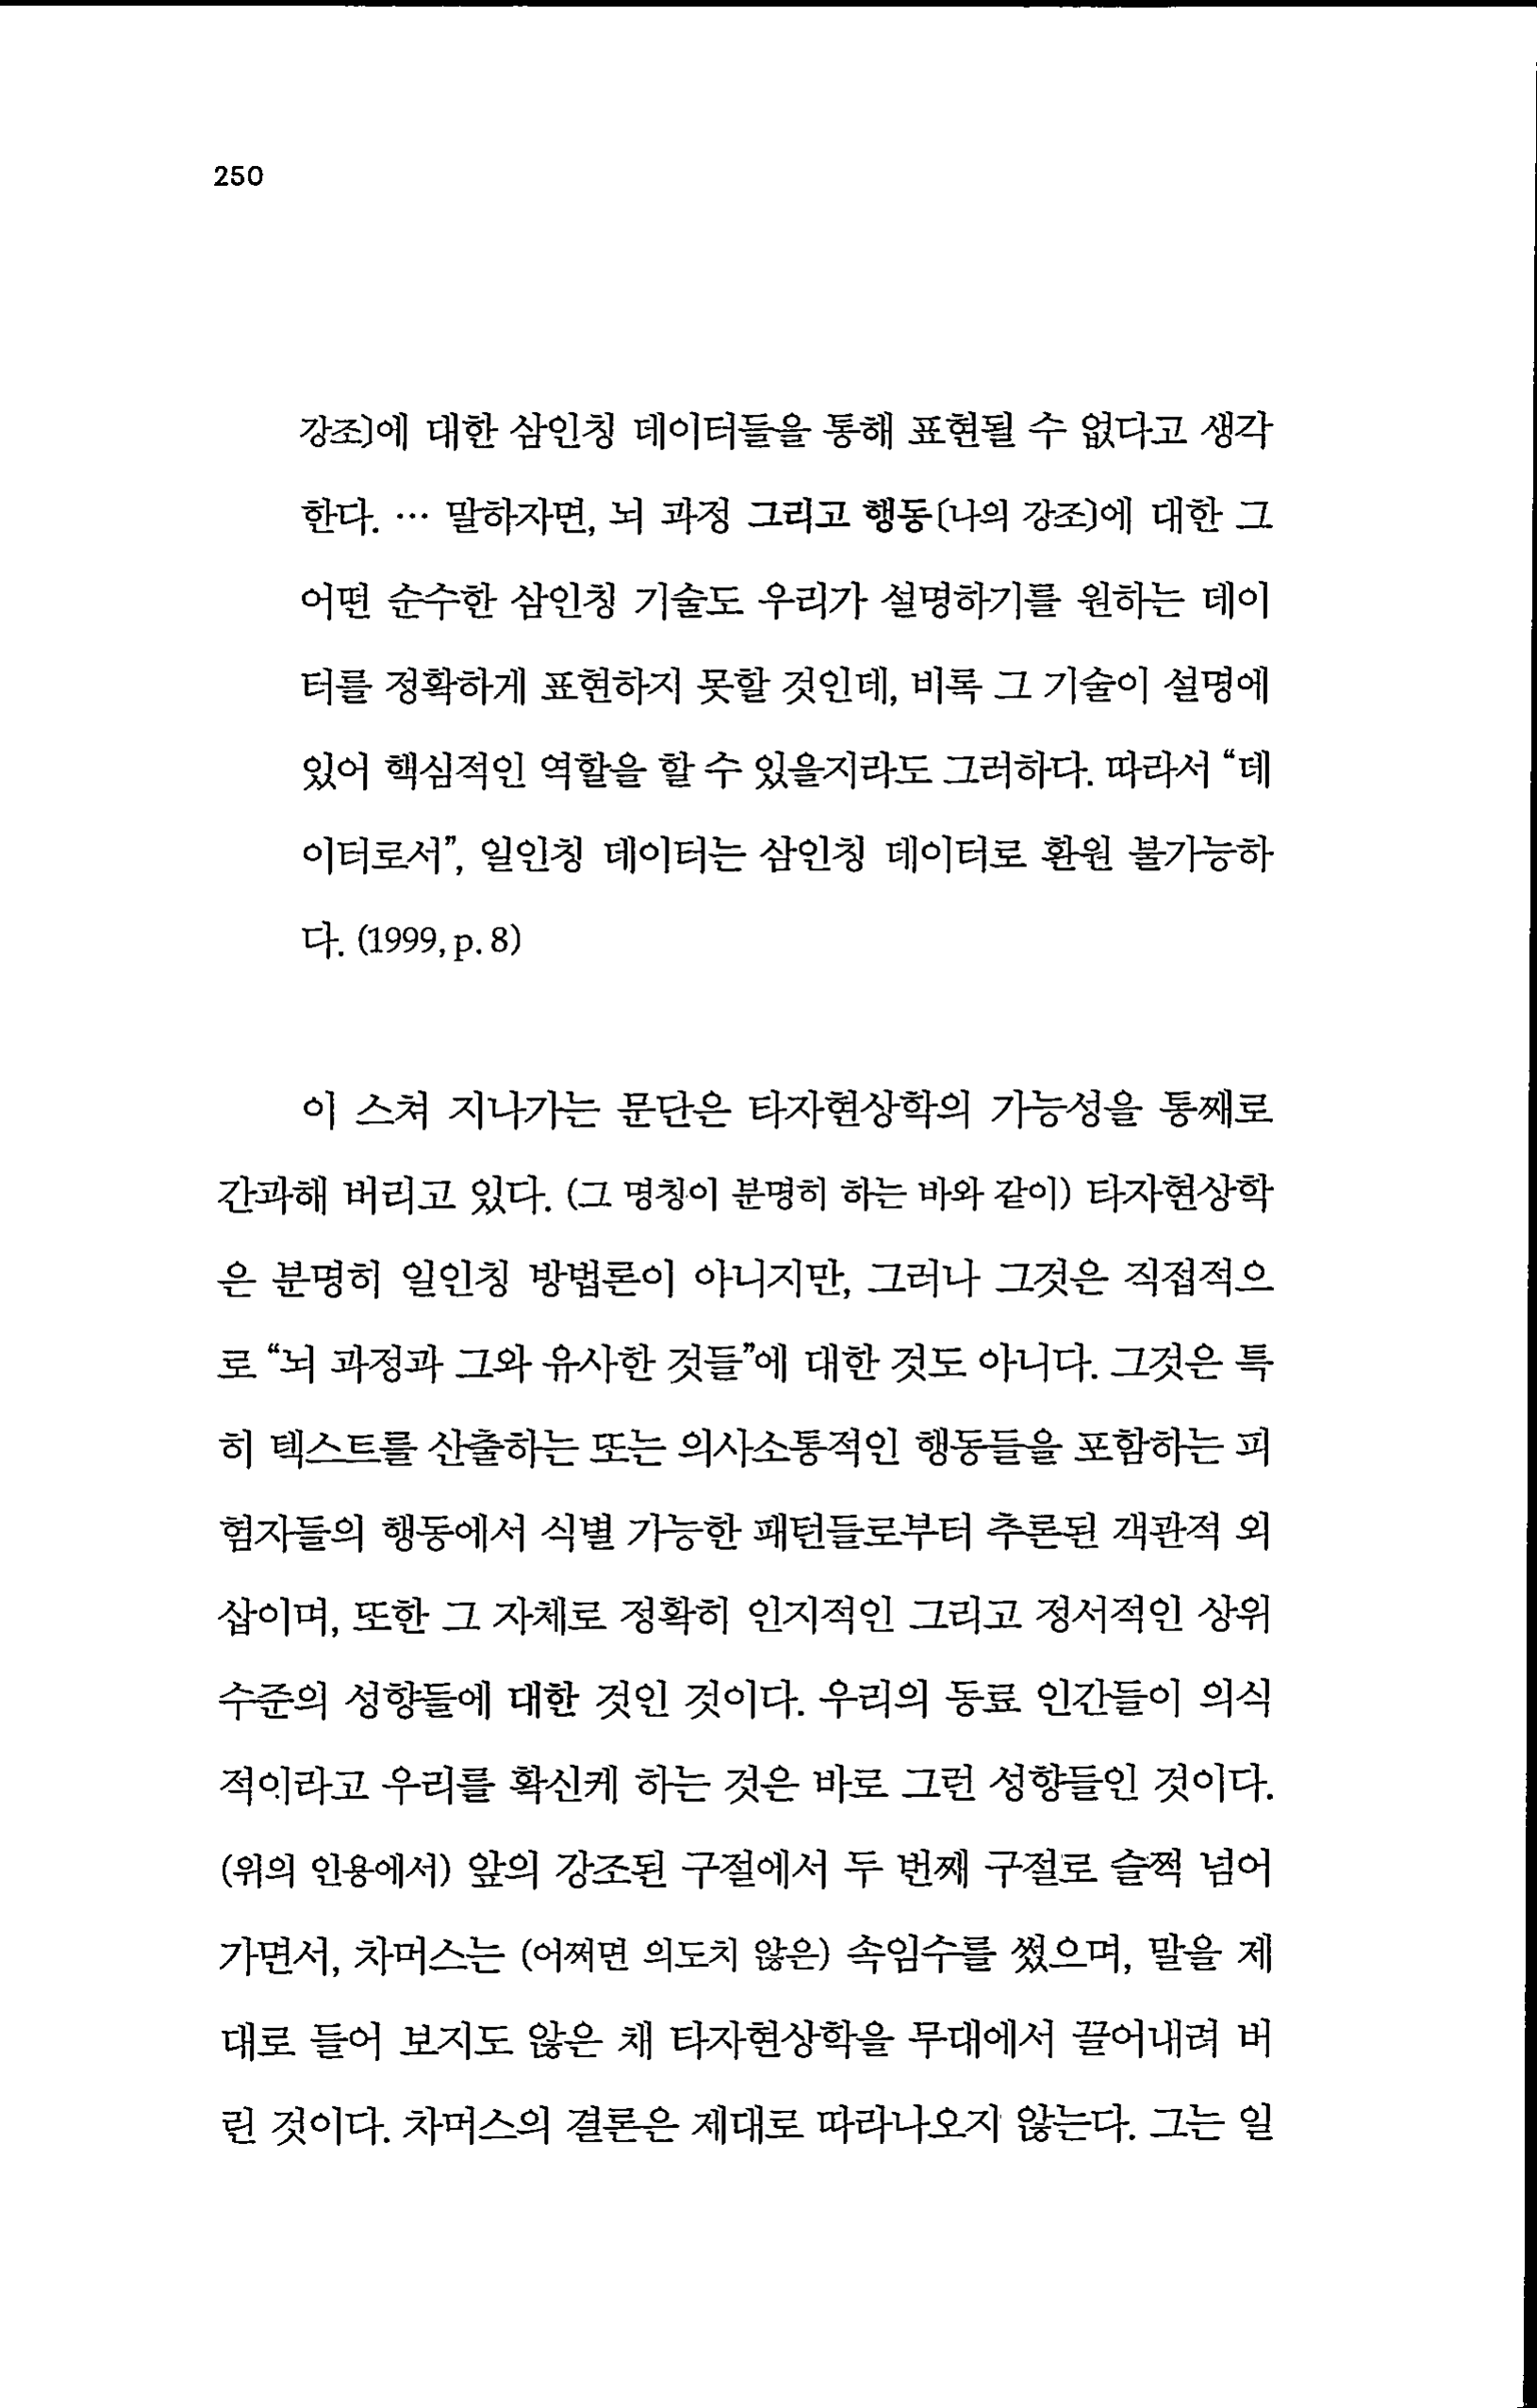 250
강조〕에 대한 삼인칭 데이터들을 통해 표현될 수 없다고 생각
한다. … 말하자면, 뇌 과정 그리고 행동〔나의 강조〕에 대한 그
어떤 순수한 삼인칭 기술도 우리가 설명하기를 원하는 데이
터를 정확하게 표현하지 못할 것인데, 비록 그 기술이 설명에
있어 핵심적인 역할을 할 수 있을지라도 그러하다. 따라서 “데
이터로서”, 일인칭 데이터는 삼인칭 데이터로 환원 불가능하
다. (1999, p. 8)
이 스쳐 지나가는 문단은 타자현상학의 가능성을 통째로
간과해 버리고 있다. (그 명칭이 분명히 하는 바와 같이) 타자현상학
은 분명히 일인칭 방법론이 아니지만, 그러나 그것은 직접적으
로 “뇌 과정과 그와 유사한 것들”에 대한 것도 아니다. 그것은 특
히 텍스트를 산출하는 또는 의사소통적인 행동들을 포함하는 피
험자들의 행동에서 식별 가능한 패턴들로부터 추론된 객관적 외
삽이며, 또한 그 자체로 정확히 인지적인 그리고 정서적인 상위
수준의 성향들에 대한 것인 것이다. 우리의 동료 인간들이 의식
적이라고 우리를 확신케 하는 것은 바로 그런 성향들인 것이다.
(위의 인용에서) 앞의 강조된 구절에서 두 번째 구절로 슬쩍 넘어
가면서, 차머스는 (어쩌면 의도치 않은) 속임수를 썼으며, 말을 제
대로 들어 보지도 않은 채 타자현상학을 무대에서 끌어내려 버
린 것이다. 차머스의 결론은 제대로 따라나오지 않는다. 그는 일